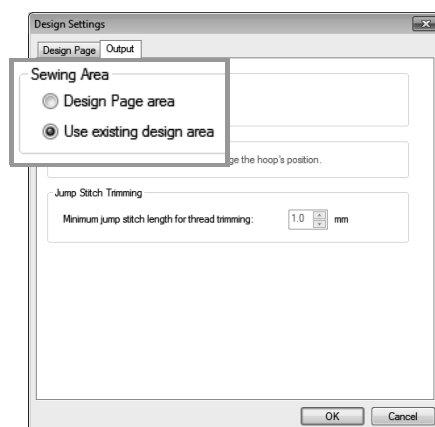 Design Settings
Design Page Output
Sewing Area
Design Page area
Use existing design area
the hoop's position.
Jump Stitch Trimming
Minimum jump stitch length for thread trimming: 1.0 mm
OK Cancel